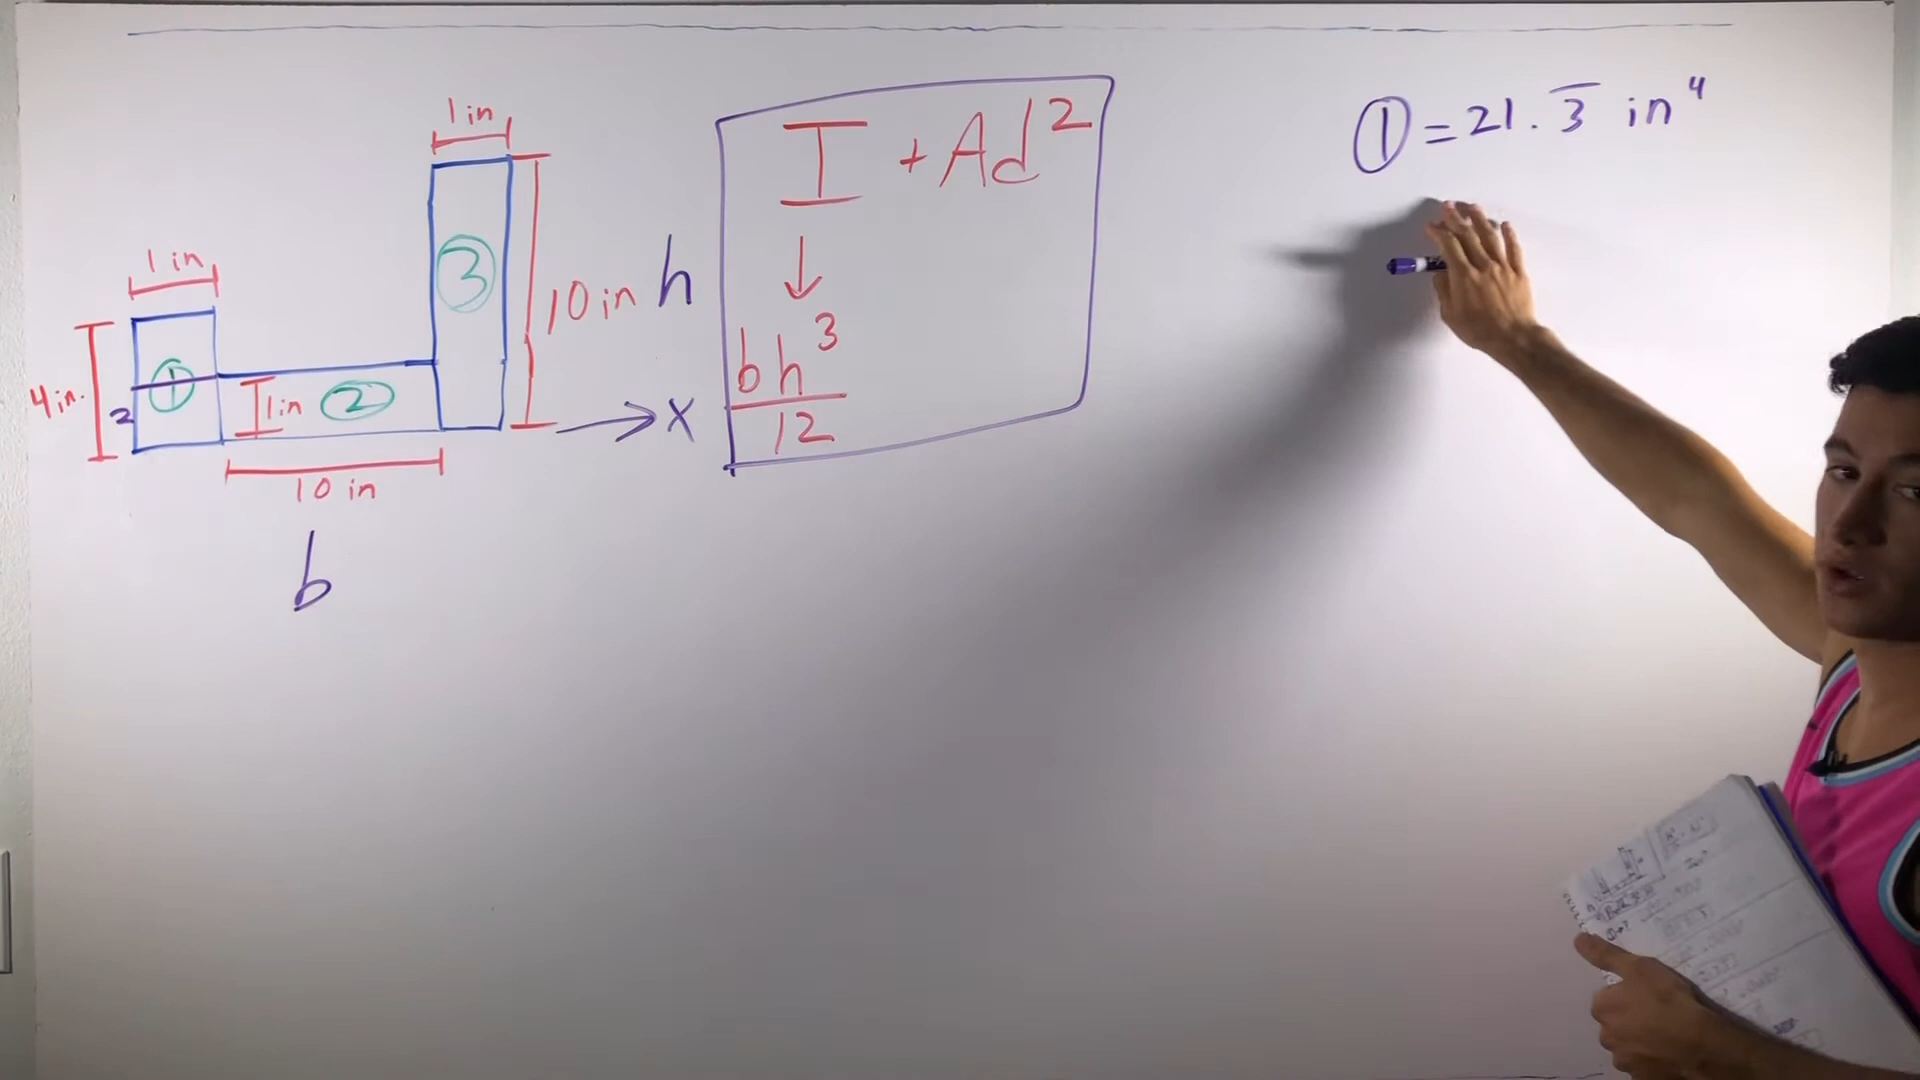 1 in
3
10 in h
1 in
4 in.
2
1
1 in 2
10 in
b
→ X
I + Ad²
↓
bh³
12
① = 21.3̅ in⁴